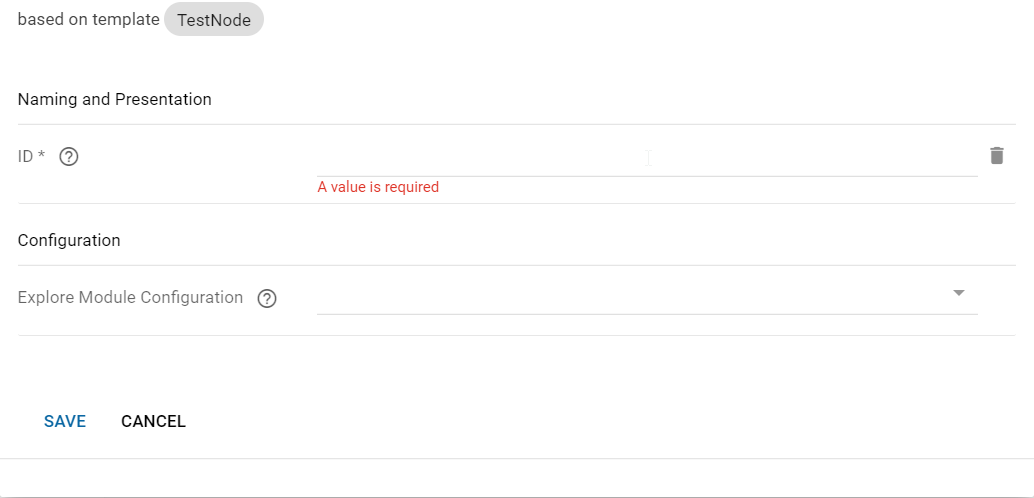 based on template TestNode
Naming and Presentation
ID * ?
A value is required
Configuration
Explore Module Configuration ?
SAVE CANCEL